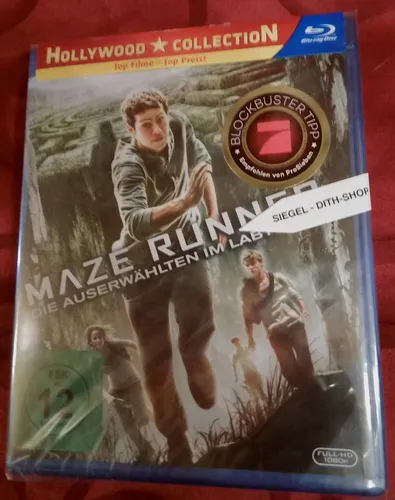 HOLLYWOOD ★ COLLECTION
Top Filme – top Preis!
Blu-ray Disc
BLOCKBUSTER TIPP
7
Empfohlen von ProSieben
SIEGEL - DITH-SHOP
MAZE RUNNER
DIE AUSERWÄHLTEN IM LAB
12
FULL-HD
1080p